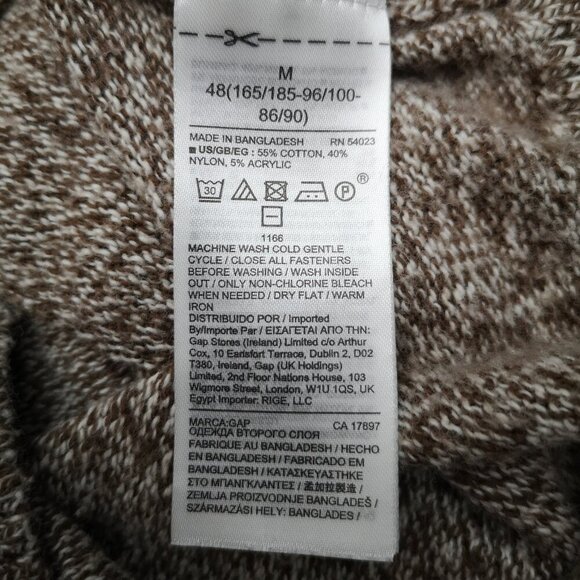 M
48(165/185-96/100-
86/90)
MADE IN BANGLADESH RN 54023
■ US/GB/EG : 55% COTTON, 40%
NYLON, 5% ACRYLIC
30 P ®
1166
MACHINE WASH COLD GENTLE
CYCLE / CLOSE ALL FASTENERS
BEFORE WASHING / WASH INSIDE
OUT / ONLY NON-CHLORINE BLEACH
WHEN NEEDED / DRY FLAT / WARM
IRON
DISTRIBUIDO POR / Imported
By/Importe Par / ΕΙΣΑΓΕΤΑΙ ΑΠΟ ΤΗΝ:
Gap Stores (Ireland) Limited c/o Arthur
Cox, 10 Earlsfort Terrace, Dublin 2, D02
T380, Ireland, Gap (UK Holdings)
Limited, 2nd Floor Nations House, 103
Wigmore Street, London, W1U 1QS, UK
Egypt Importer: RIGE, LLC
MARCA:GAP CA 17897
ОДЕЖДА ВТОРОГО СЛОЯ
FABRIQUE AU BANGLADESH / HECHO
EN BANGLADESH / FABRICADO EM
BANGLADESH / ΚΑΤΑΣΚΕΥΑΣΤΗΚΕ
ΣΤΟ ΜΠΑΝΓΚΛΑΝΤΕΣ / 孟加拉製造 /
ZEMLJA PROIZVODNJE BANGLADEŠ /
SZÁRMAZÁSI HELY: BANGLADES /